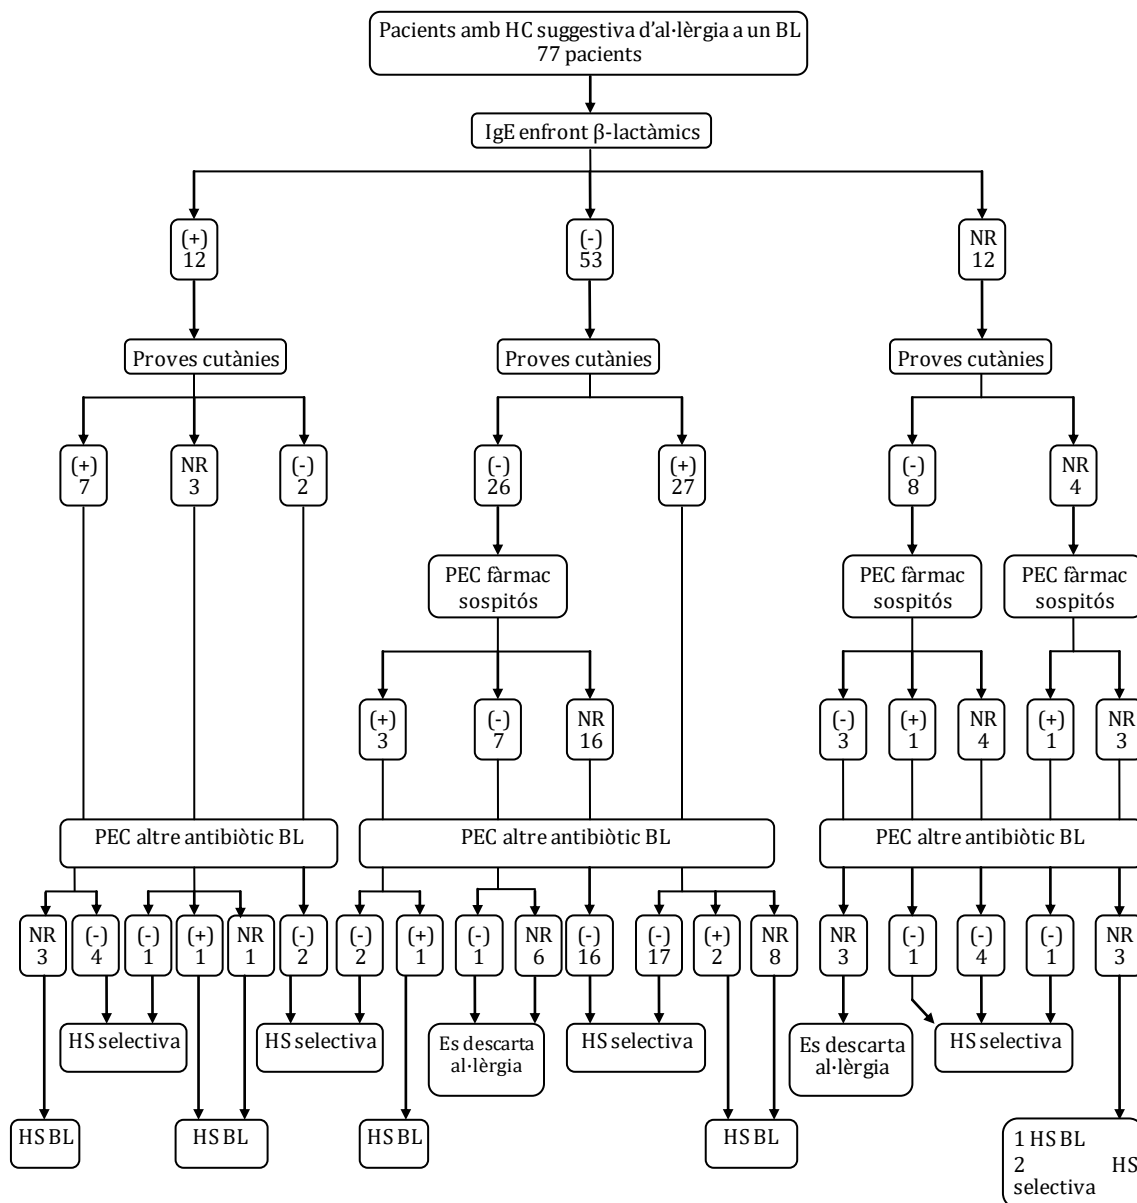 Pacients amb HC suggestiva d'al·lèrgia a un BL
77 pacients
IgE enfront β-lactàmics
(+)
12
(-)
53
NR
12
Proves cutànies
Proves cutànies
Proves cutànies
(+)
7
NR
3
(-)
2
(-)
26
(+)
27
(-)
8
NR
4
PEC fàrmac
sospitós
PEC fàrmac
sospitós
PEC fàrmac
sospitós
(+)
3
(-)
7
NR
16
(-)
3
(+)
1
NR
4
(+)
1
NR
3
PEC altre antibiòtic BL
PEC altre antibiòtic BL
PEC altre antibiòtic BL
NR
3
(-)
4
(-)
1
(+)
1
NR
1
(-)
2
(-)
2
(+)
1
(-)
1
NR
6
(-)
16
(-)
17
(+)
2
NR
8
NR
3
(-)
1
(-)
4
(-)
1
NR
3
HS selectiva
HS selectiva
Es descarta
al·lèrgia
HS selectiva
Es descarta
al·lèrgia
HS selectiva
HS BL
HS BL
HS BL
HS BL
1 HS BL
2 HS
selectiva